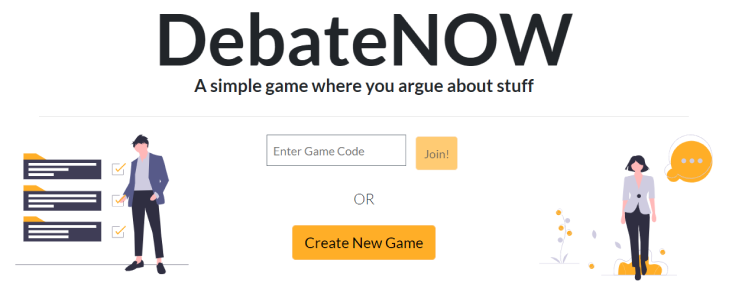 DebateNOW
A simple game where you argue about stuff
Enter Game Code
Join!
OR
Create New Game